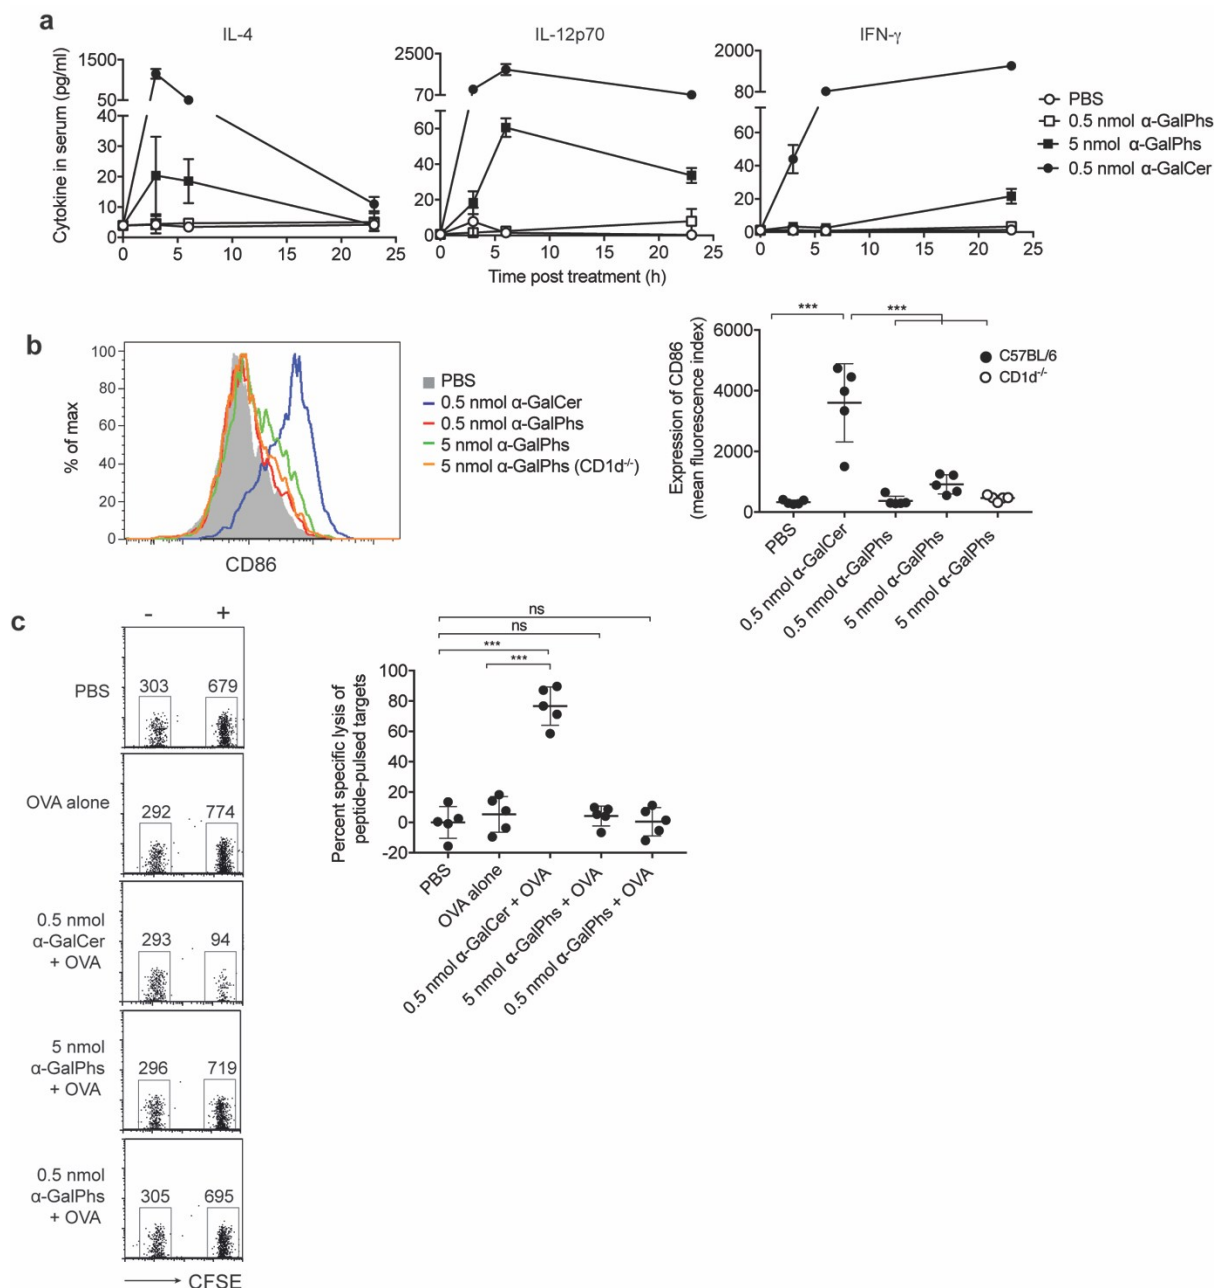 a
IL-4
IL-12p70
IFN-γ
Cytokine in serum (pg/ml)
1500
50
40
30
20
10
0
0 5 10 15 20 25
2500
70
60
40
20
0
0 5 10 15 20 25
2000
80
60
40
20
0
0 5 10 15 20 25
Time post treatment (h)
PBS
0.5 nmol α-GalPhs
5 nmol α-GalPhs
0.5 nmol α-GalCer
b
% of max
100
80
60
40
20
0
CD86
PBS
0.5 nmol α-GalCer
0.5 nmol α-GalPhs
5 nmol α-GalPhs
5 nmol α-GalPhs (CD1d-/-)
Expression of CD86
(mean fluorescence index)
6000
4000
2000
0
*** ***
C57BL/6
CD1d-/-
PBS
0.5 nmol α-GalCer
0.5 nmol α-GalPhs
5 nmol α-GalPhs
5 nmol α-GalPhs
c
- +
PBS
303 679
OVA alone
292 774
0.5 nmol
α-GalCer
+ OVA
293 94
5 nmol
α-GalPhs
+ OVA
296 719
0.5 nmol
α-GalPhs
+ OVA
305 695
CFSE
Percent specific lysis of
peptide-pulsed targets
100
80
60
40
20
0
-20
ns
ns
***
***
PBS
OVA alone
0.5 nmol α-GalCer + OVA
5 nmol α-GalPhs + OVA
0.5 nmol α-GalPhs + OVA